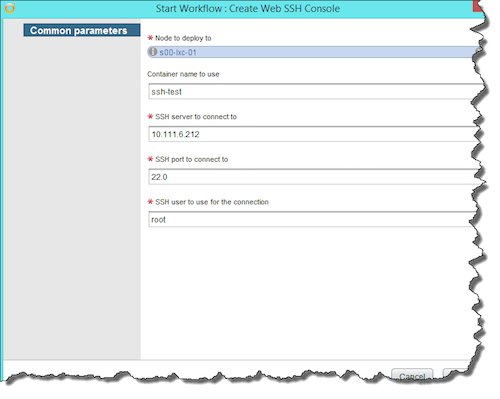 Start Workflow : Create Web SSH Console
Common parameters
* Node to deploy to
s00-lxc-01
Container name to use
ssh-test
* SSH server to connect to
10.111.6.212
* SSH port to connect to
22.0
* SSH user to use for the connection
root
Cancel